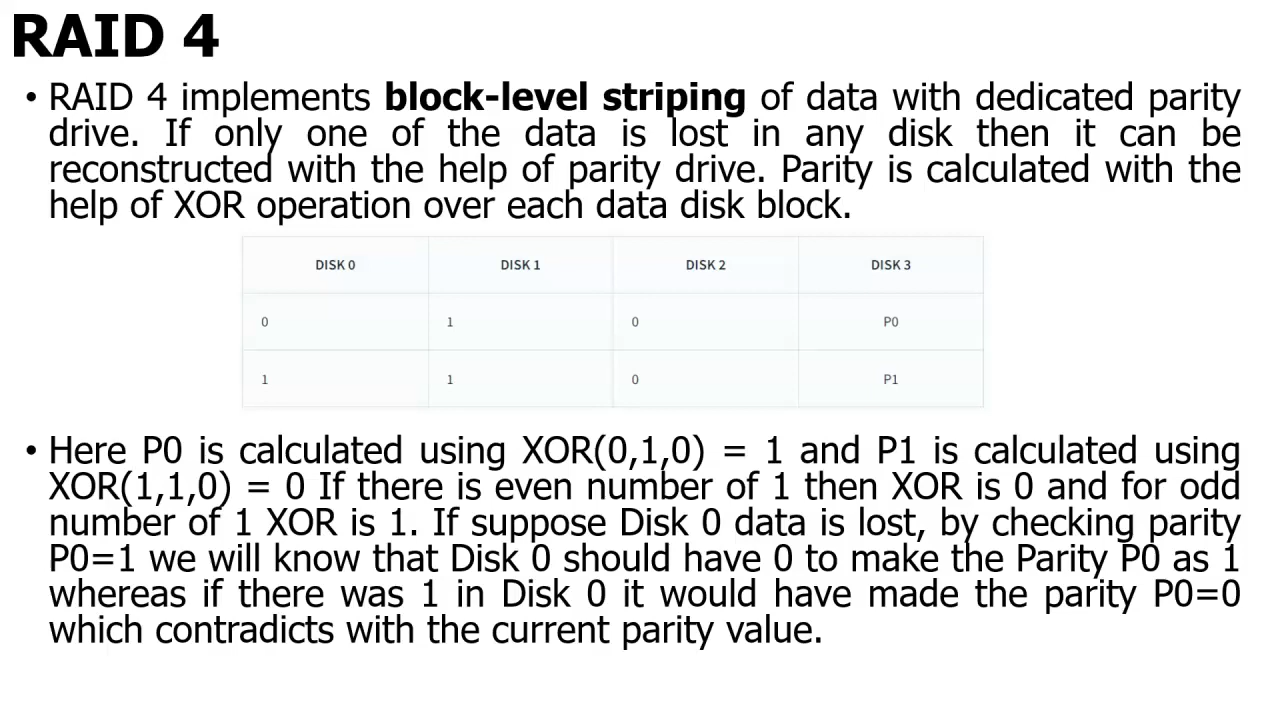 RAID 4
• RAID 4 implements block-level striping of data with dedicated parity
drive. If only one of the data is lost in any disk then it can be
reconstructed with the help of parity drive. Parity is calculated with the
help of XOR operation over each data disk block.
DISK 0 DISK 1 DISK 2 DISK 3
0 1 0 P0
1 1 0 P1
• Here P0 is calculated using XOR(0,1,0) = 1 and P1 is calculated using
XOR(1,1,0) = 0 If there is even number of 1 then XOR is 0 and for odd
number of 1 XOR is 1. If suppose Disk 0 data is lost, by checking parity
P0=1 we will know that Disk 0 should have 0 to make the Parity P0 as 1
whereas if there was 1 in Disk 0 it would have made the parity P0=0
which contradicts with the current parity value.